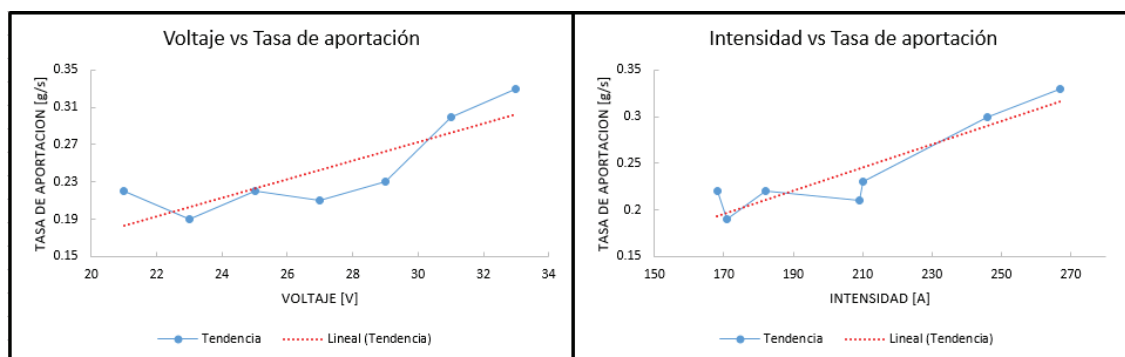 Voltaje vs Tasa de aportación
TASA DE APORTACION [g/s]
0.35
0.31
0.27
0.23
0.19
0.15
20 22 24 26 28 30 32 34
VOLTAJE [V]
Tendencia Lineal (Tendencia)
Intensidad vs Tasa de aportación
TASA DE APORTACION [g/s]
0.35
0.3
0.25
0.2
0.15
150 170 190 210 230 250 270
INTENSIDAD [A]
Tendencia Lineal (Tendencia)